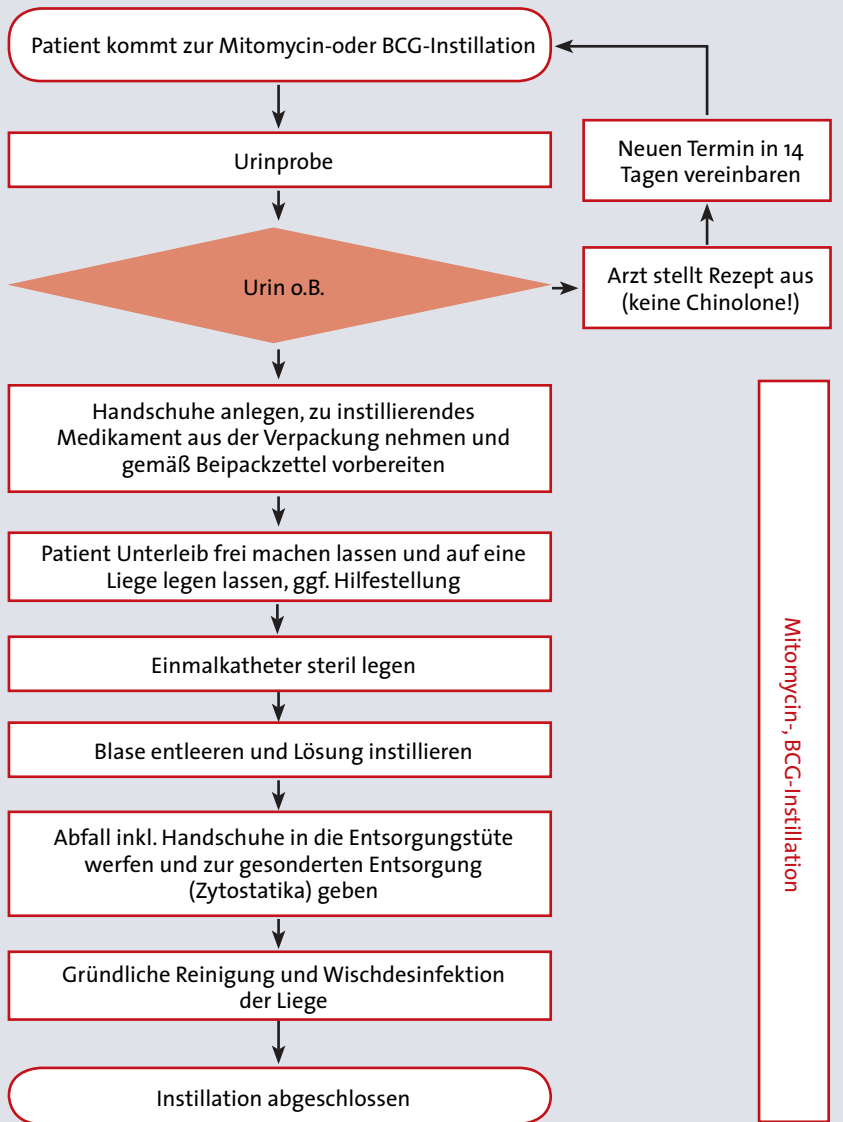 Patient kommt zur Mitomycin-oder BCG-Instillation
Urinprobe
Neuen Termin in 14
Tagen vereinbaren
Urin o.B.
Arzt stellt Rezept aus
(keine Chinolone!)
Handschuhe anlegen, zu instillierendes
Medikament aus der Verpackung nehmen und
gemäß Beipackzettel vorbereiten
Patient Unterleib frei machen lassen und auf eine
Liege legen lassen, ggf. Hilfestellung
Einmalkatheter steril legen
Blase entleeren und Lösung instillieren
Abfall inkl. Handschuhe in die Entsorgungstüte
werfen und zur gesonderten Entsorgung
(Zytostatika) geben
Gründliche Reinigung und Wischdesinfektion
der Liege
Instillation abgeschlossen
Mitomycin-, BCG-Instillation